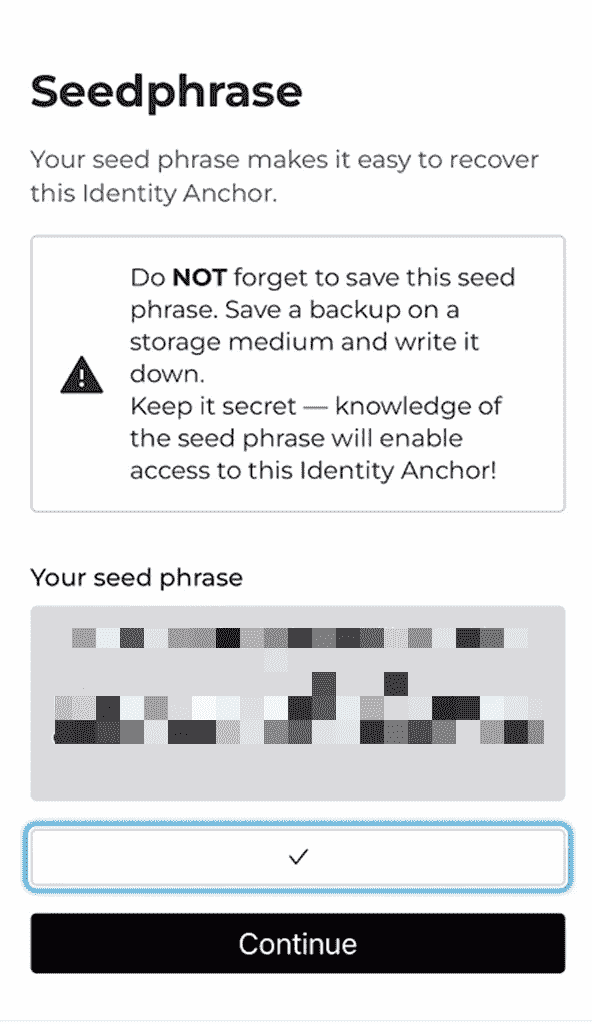 Seedphrase
Your seed phrase makes it easy to recover
this Identity Anchor.
Do NOT forget to save this seed
phrase. Save a backup on a
storage medium and write it
down.
Keep it secret — knowledge of
the seed phrase will enable
access to this Identity Anchor!
Your seed phrase
Continue